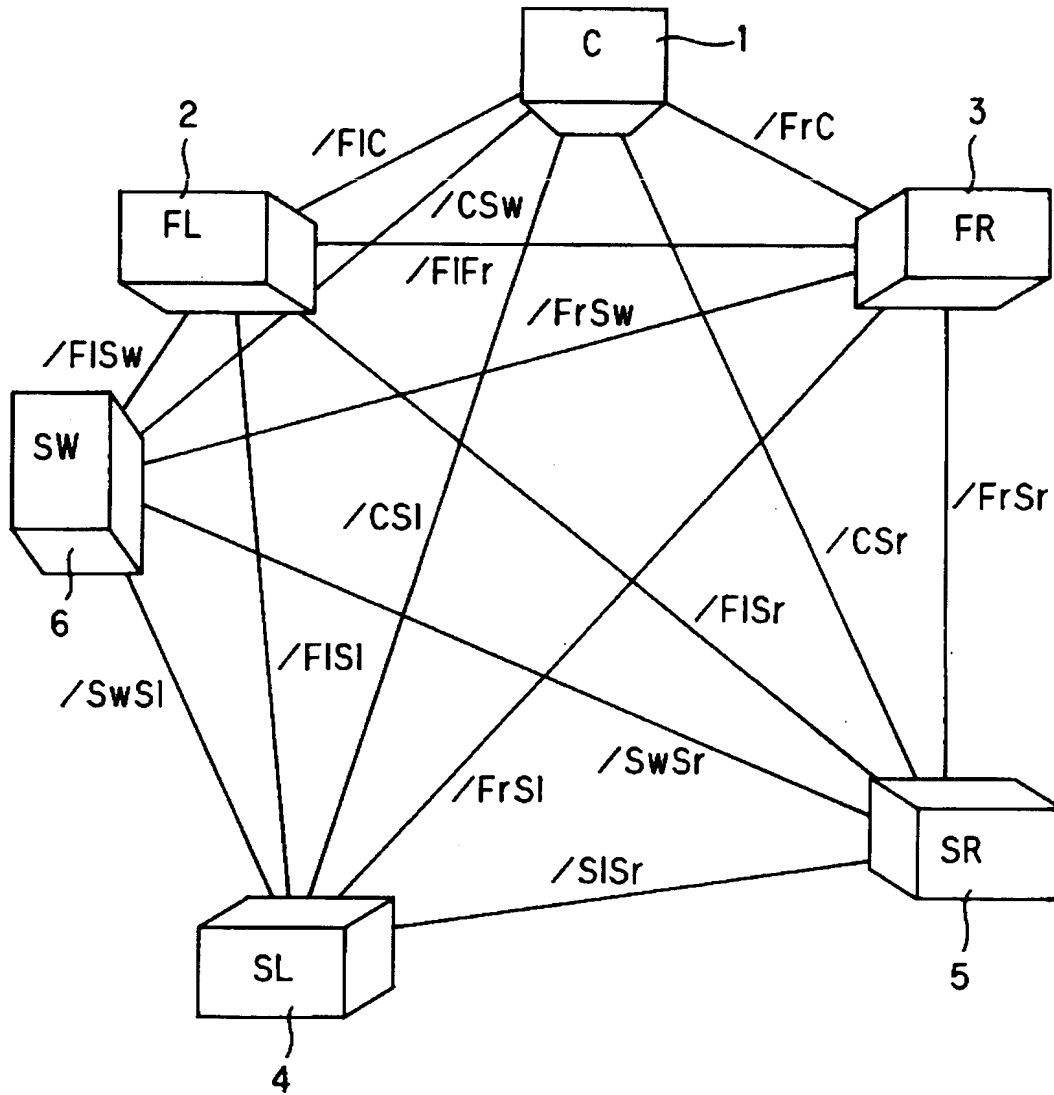 C
1
2
/FlC
/FrC
3
FL
/CSw
FR
/FlFr
/FrSw
/FlSw
SW
/CSl
/FrSr
/CSr
6
/FlSl
/FlSr
/SwSl
/SwSr
/FrSl
/SlSr
SR
SL
5
4